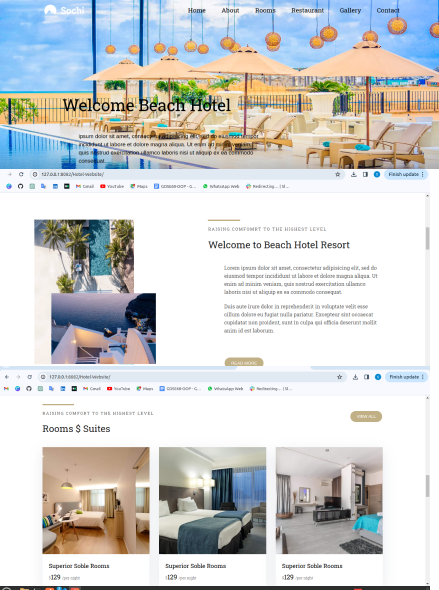 Sochi
Home About Rooms Restaurant Gallery Contact
Welcome Beach Hotel
ipsum dolor sit amet, consectetur adipisicing elit, sed do eiusmod tempor
incididunt ut labore et dolore magna aliqua. Ut enim ad minim veniam,
quis nostrud exercitation ullamco laboris nisi ut aliquip ex ea commodo
consequat.
127.0.0.1:8082/Hotel-Website/ Finish update
Gmail YouTube Maps WhatsApp Web Redirecting...
RAISING COMFOMRT TO THE HIGHEST LEVEL
Welcome to Beach Hotel Resort
Lorem ipsum dolor sit amet, consectetur adipisicing elit, sed do
eiusmod tempor incididunt ut labore et dolore magna aliqua. Ut
enim ad minim veniam, quis nostrud exercitation ullamco
laboris nisi ut aliquip ex ea commodo consequat.
Duis aute irure dolor in reprehenderit in voluptate velit esse
cillum dolore eu fugiat nulla pariatur. Excepteur sint occaecat
cupidatat non proident, sunt in culpa qui officia deserunt mollit
anim id est laborum.
READ MORE
127.0.0.1:8082/Hotel-Website/ Finish update
Gmail YouTube Maps WhatsApp Web Redirecting...
RAISING COMFORT TO THE HIGHEST LEVEL
VIEW ALL
Rooms $ Suites
Superior Soble Rooms Superior Soble Rooms Superior Soble Rooms
$129 /per night $129 /per night $129 /per night